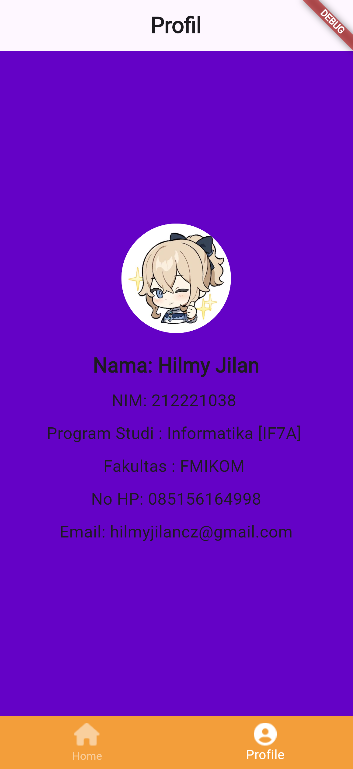 Profil
DEBUG
Nama: Hilmy Jilan
NIM: 212221038
Program Studi : Informatika [IF7A]
Fakultas : FMIKOM
No HP: 085156164998
Email: hilmyjilancz@gmail.com
Home
Profile